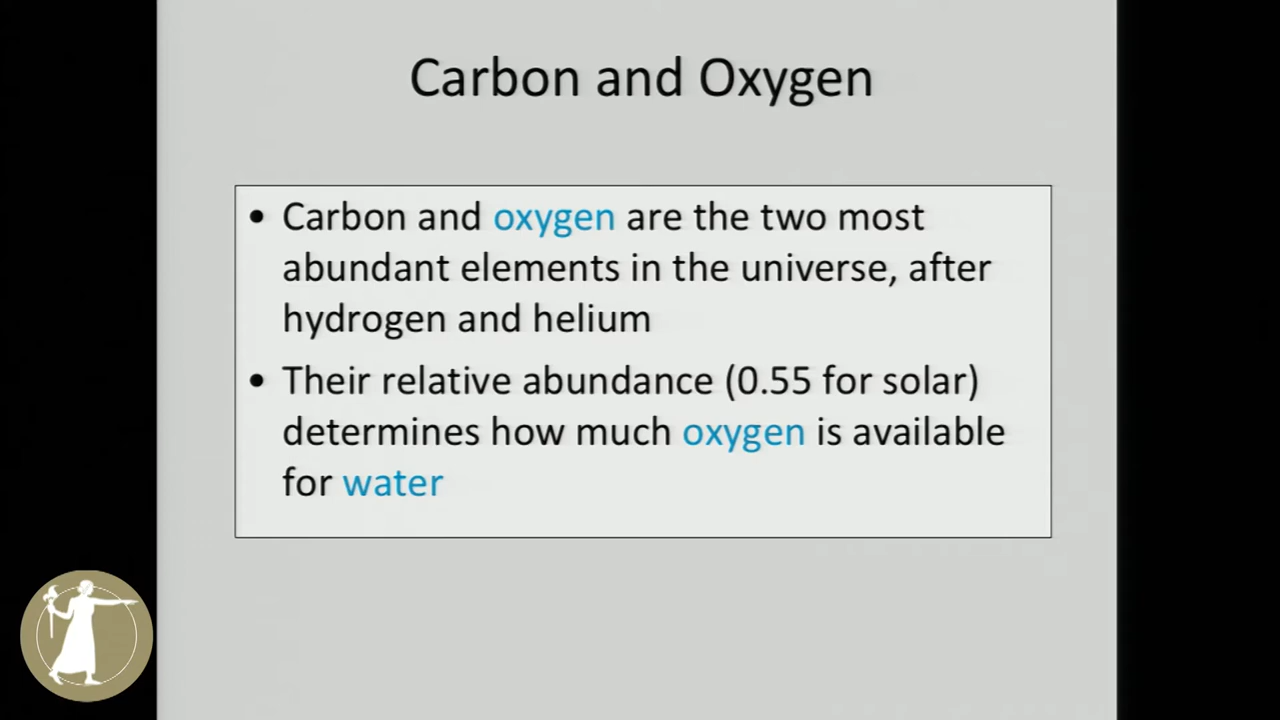 Carbon and Oxygen
• Carbon and oxygen are the two most
abundant elements in the universe, after
hydrogen and helium
• Their relative abundance (0.55 for solar)
determines how much oxygen is available
for water